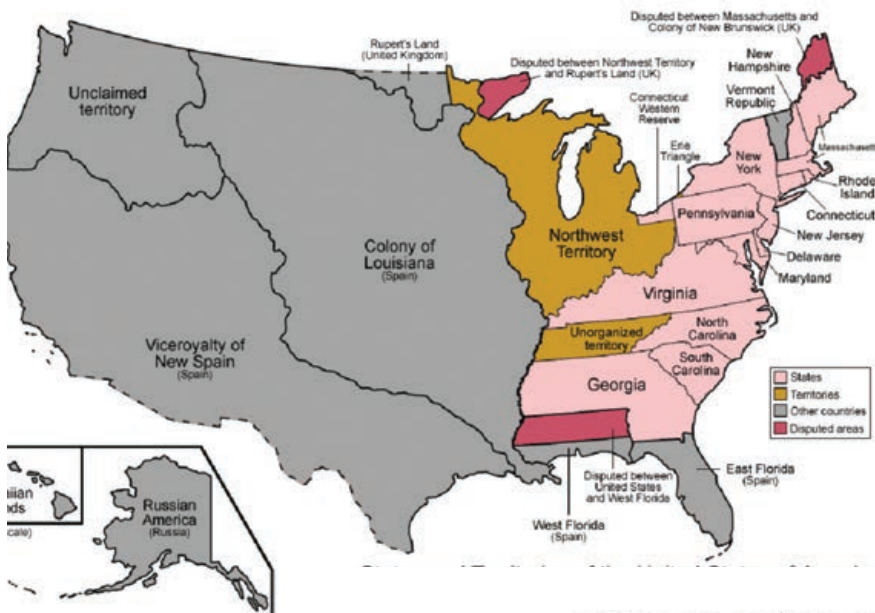 Disputed between Massachusetts and
Colony of New Brunswick (UK)
Rupert's Land
(United Kingdom)
Disputed between Northwest Territory
and Rupert's Land (UK)
New
Hampshire
Vermont
Republic
Unclaimed
territory
Connecticut
Western
Reserve
Erie
Triangle
Massachusetts
New
York
Rhode
Island
Connecticut
Pennsylvania
New Jersey
Delaware
Maryland
Northwest
Territory
Colony of
Louisiana
(Spain)
Virginia
Unorganized
territory
North
Carolina
South
Carolina
Viceroyalty of
New Spain
(Spain)
Georgia
States
Territories
Other countries
Disputed areas
East Florida
(Spain)
Disputed between
United States
and West Florida
West Florida
(Spain)
iian
nds
cale)
Russian
America
(Russia)